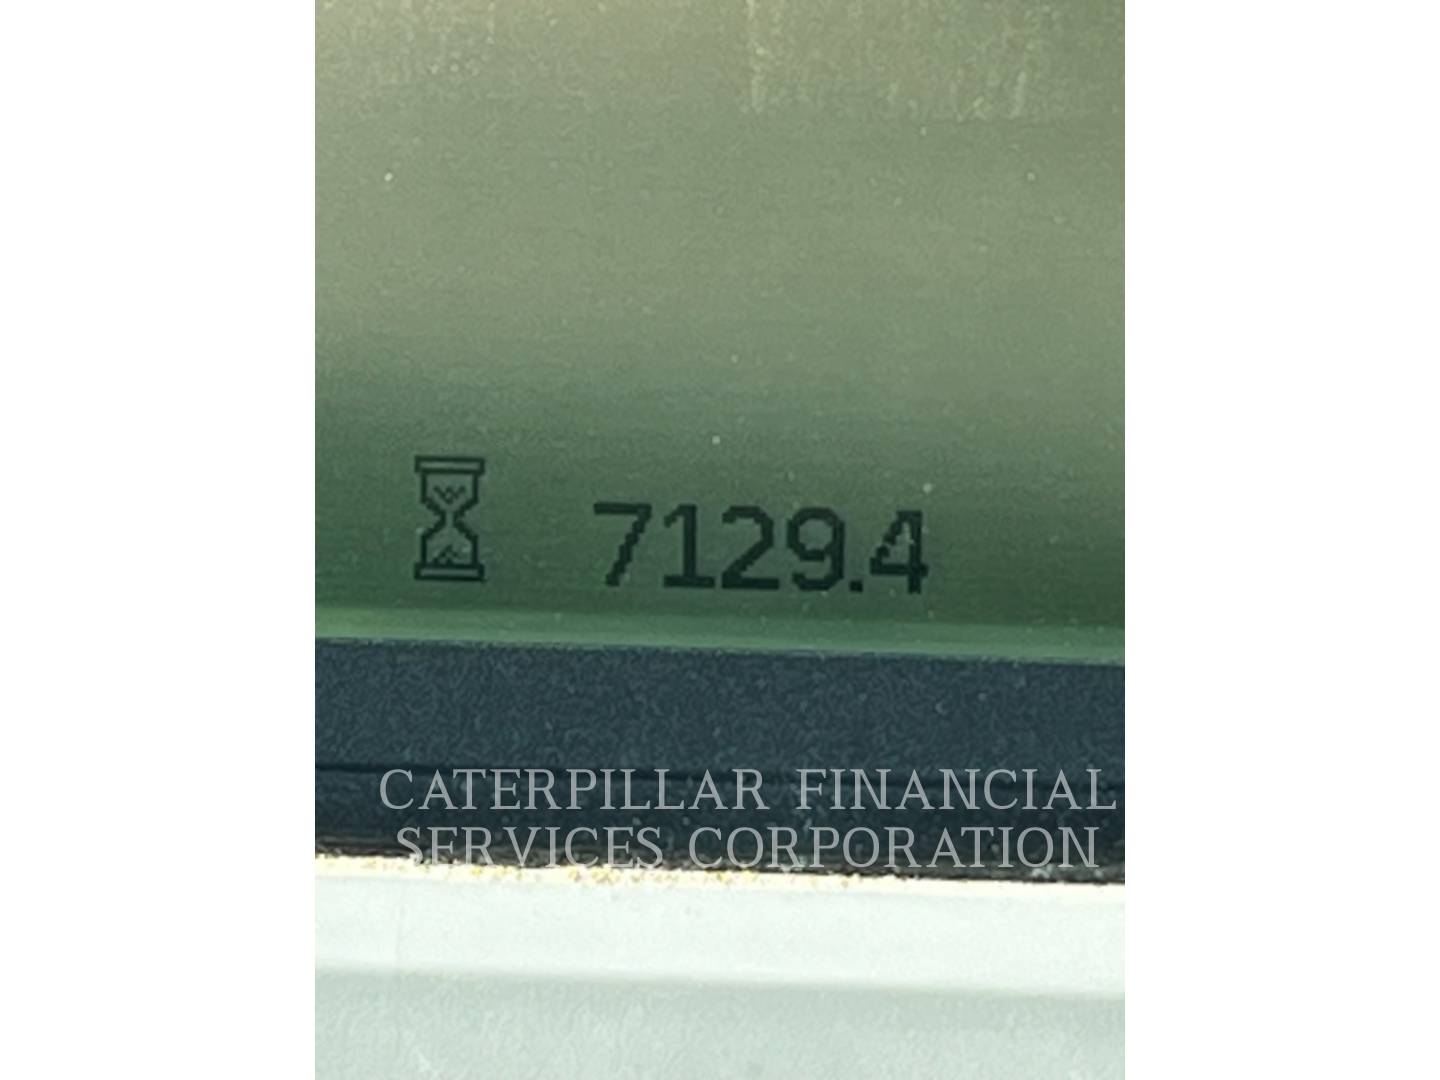 7129.4
CATERPILLAR FINANCIAL
SERVICES CORPORATION